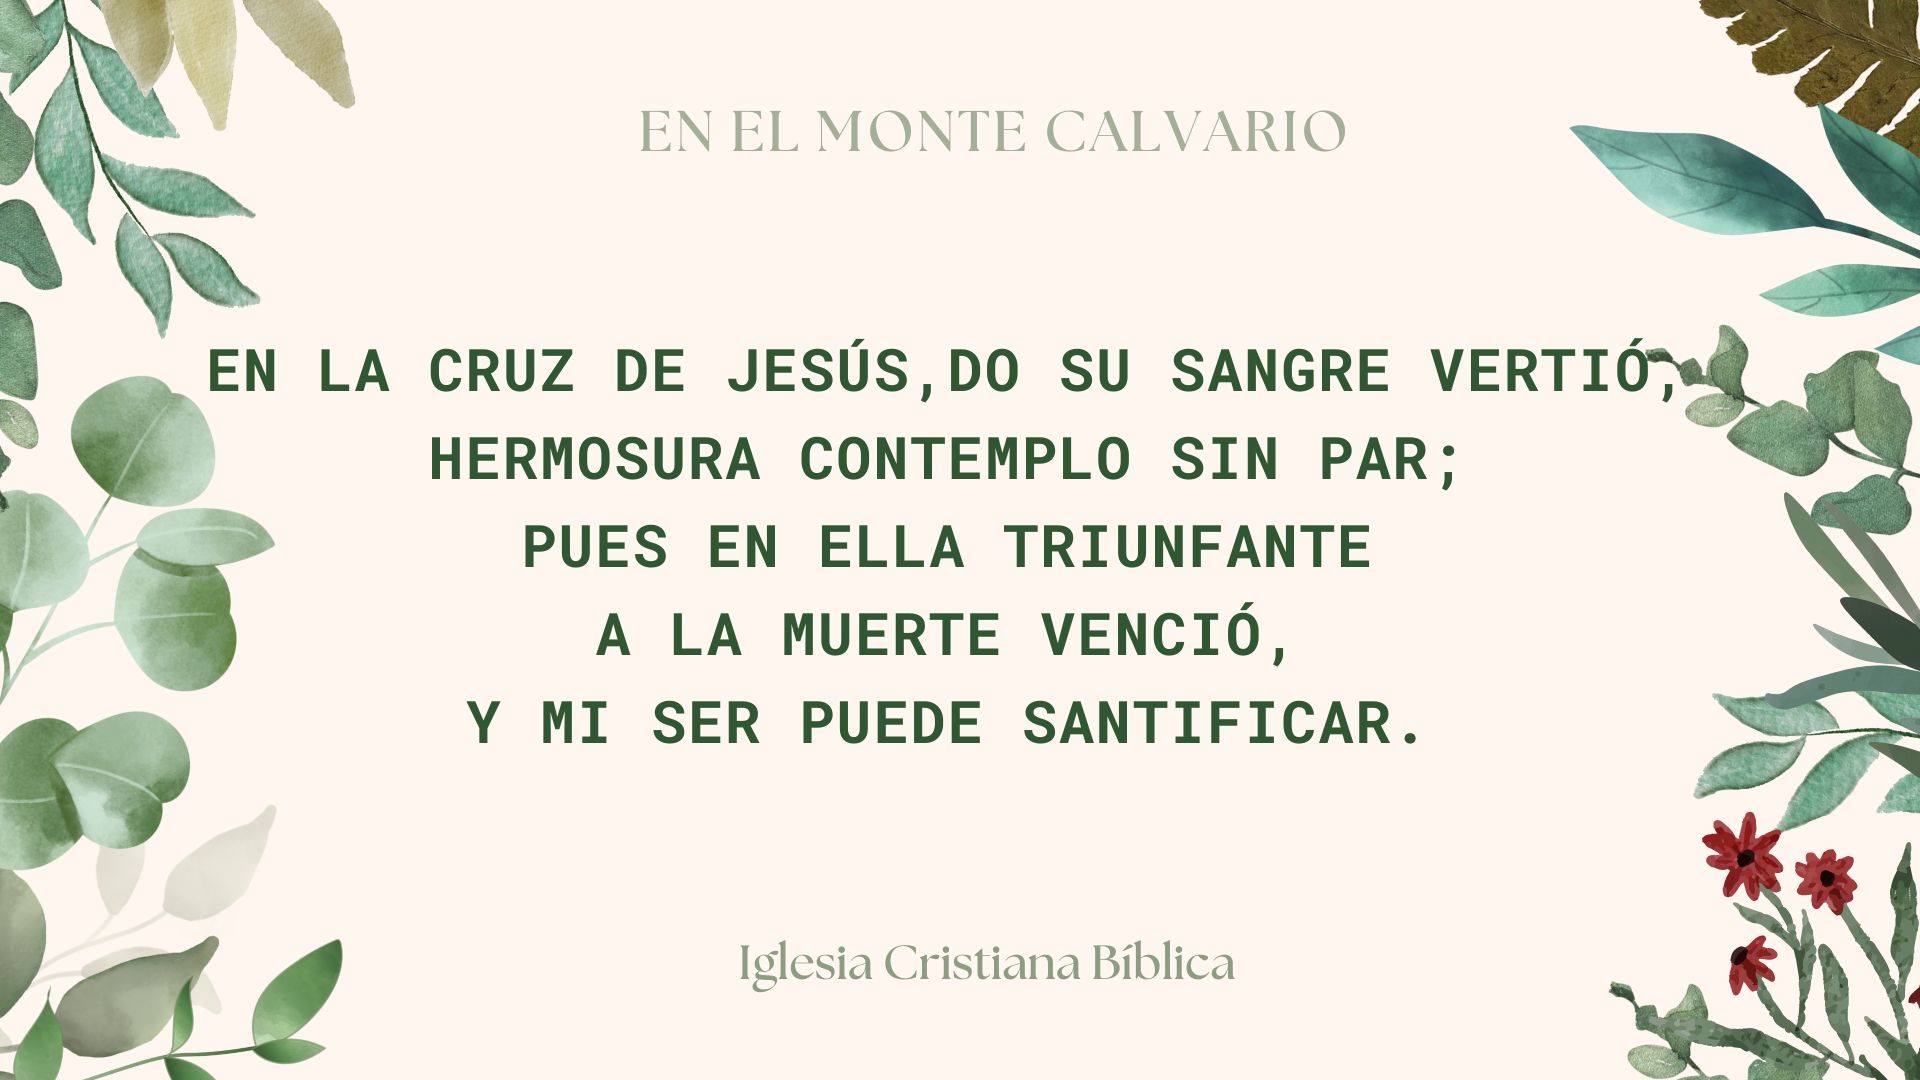 EN EL MONTE CALVARIO
EN LA CRUZ DE JESÚS,DO SU SANGRE VERTIÓ,
HERMOSURA CONTEMPLO SIN PAR;
PUES EN ELLA TRIUNFANTE
A LA MUERTE VENCIÓ,
Y MI SER PUEDE SANTIFICAR.
Iglesia Cristiana Bíblica